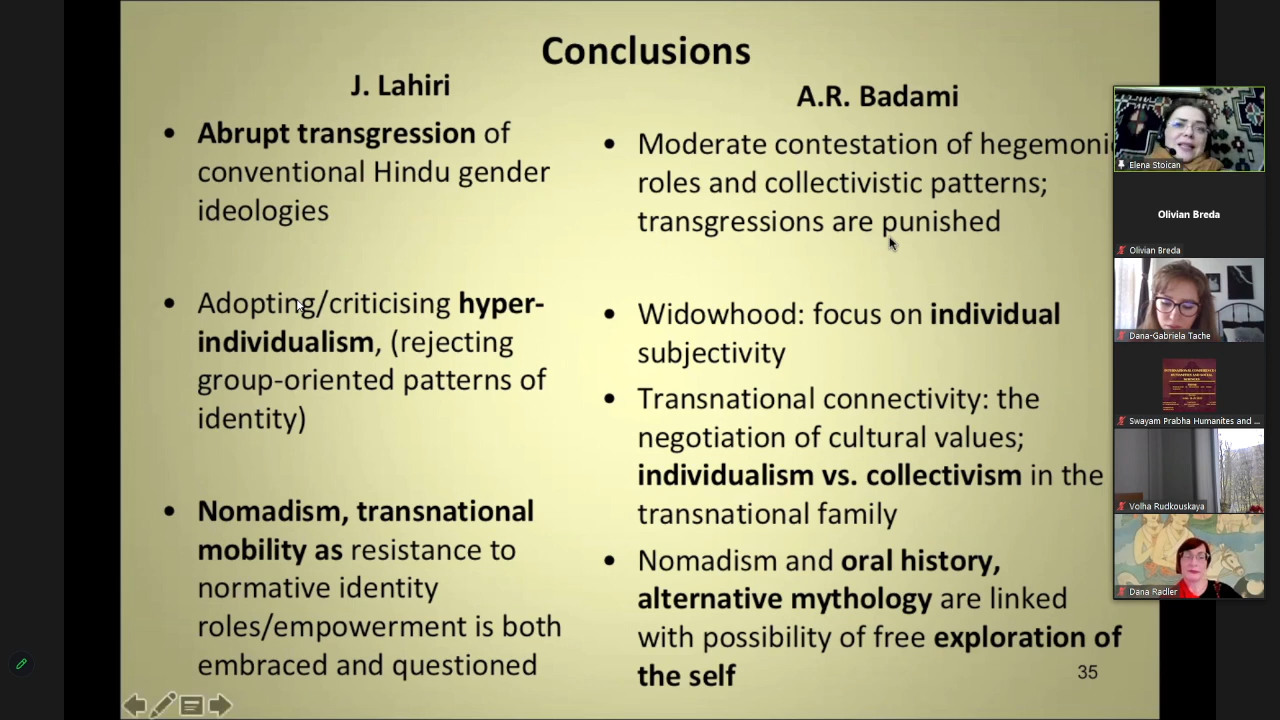 Conclusions
J. Lahiri
• Abrupt transgression of
conventional Hindu gender
ideologies
• Adopting/criticising hyper-
individualism, (rejecting
group-oriented patterns of
identity)
• Nomadism, transnational
mobility as resistance to
normative identity
roles/empowerment is both
embraced and questioned
A.R. Badami
• Moderate contestation of hegemoni
roles and collectivistic patterns;
transgressions are punished
• Widowhood: focus on individual
subjectivity
• Transnational connectivity: the
negotiation of cultural values;
individualism vs. collectivism in the
transnational family
• Nomadism and oral history,
alternative mythology are linked
with possibility of free exploration of
the self
35
Elena Stoican
Olivian Breda
Olivian Breda
Dana-Gabriela Tache
Swayam Prabha Humanites and ...
Volha Rudkouskaya
Dana Radler